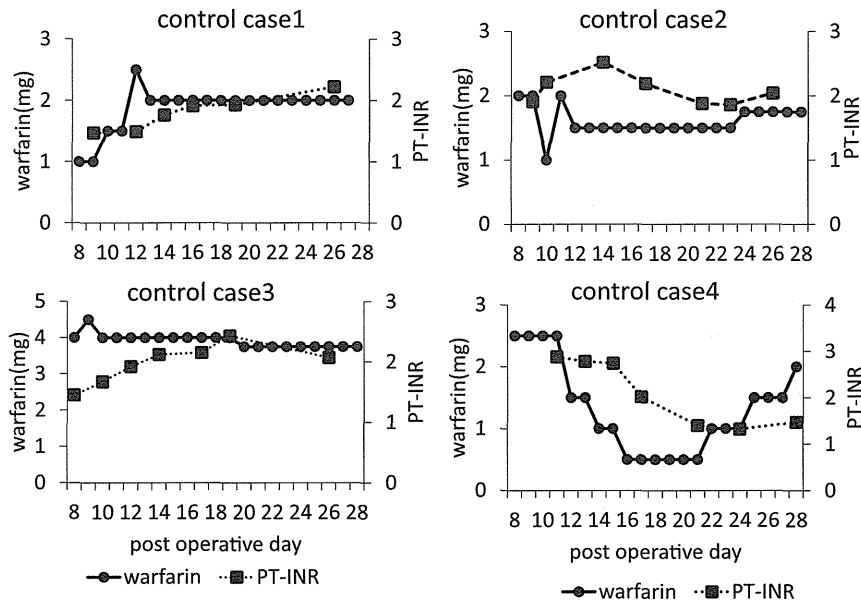 control case1
3
2
1
0
warfarin(mg)
3
2
1
0
PT-INR
8 10 12 14 16 18 20 22 24 26 28
control case2
3
2
1
0
warfarin(mg)
3
2
1
0
PT-INR
8 10 12 14 16 18 20 22 24 26 28
control case3
5
4
3
2
1
0
warfarin(mg)
3
2
1
0
PT-INR
8 10 12 14 16 18 20 22 24 26 28
post operative day
warfarin PT-INR
control case4
3
2
1
0
warfarin(mg)
4
3
2
1
0
PT-INR
8 10 12 14 16 18 20 22 24 26 28
post operative day
warfarin PT-INR